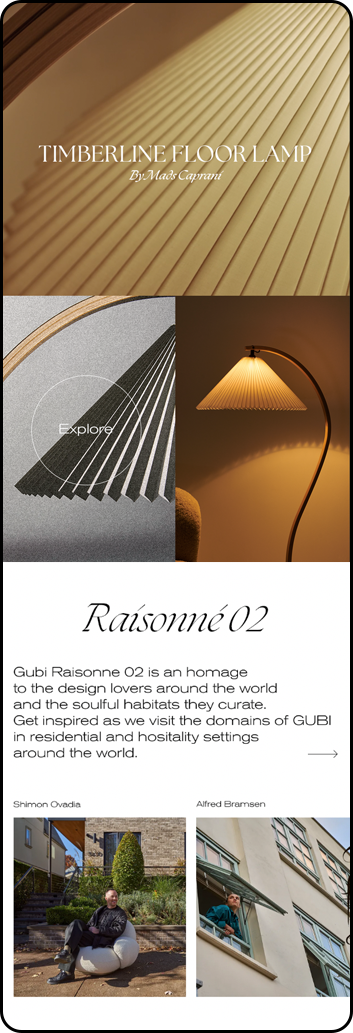 TIMBERLINE FLOOR LAMP
By Mads Caprani
Explore
Raisonné 02
Gubi Raisonne 02 is an homage
to the design lovers around the world
and the soulful habitats they curate.
Get inspired as we visit the domains of GUBI
in residential and hositality settings
around the world.
Shimon Ovadia
Alfred Bramsen